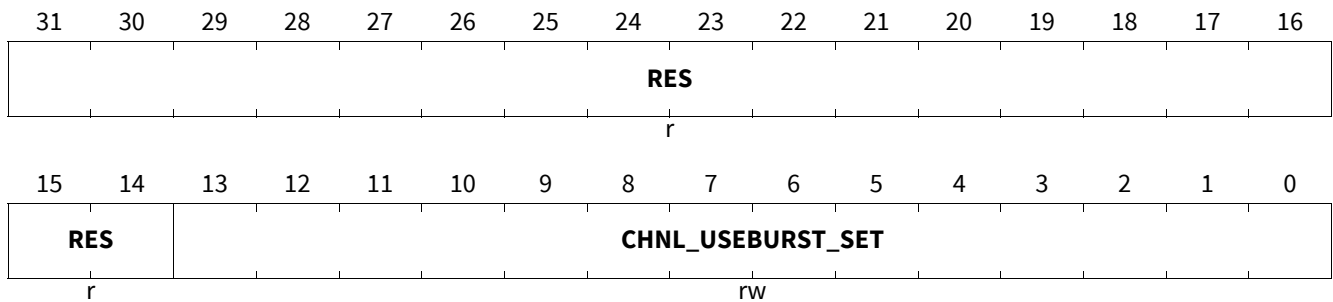 31 30 29 28 27 26 25 24 23 22 21 20 19 18 17 16
RES
r
15 14 13 12 11 10 9 8 7 6 5 4 3 2 1 0
RES CHNL_USEBURST_SET
r rw